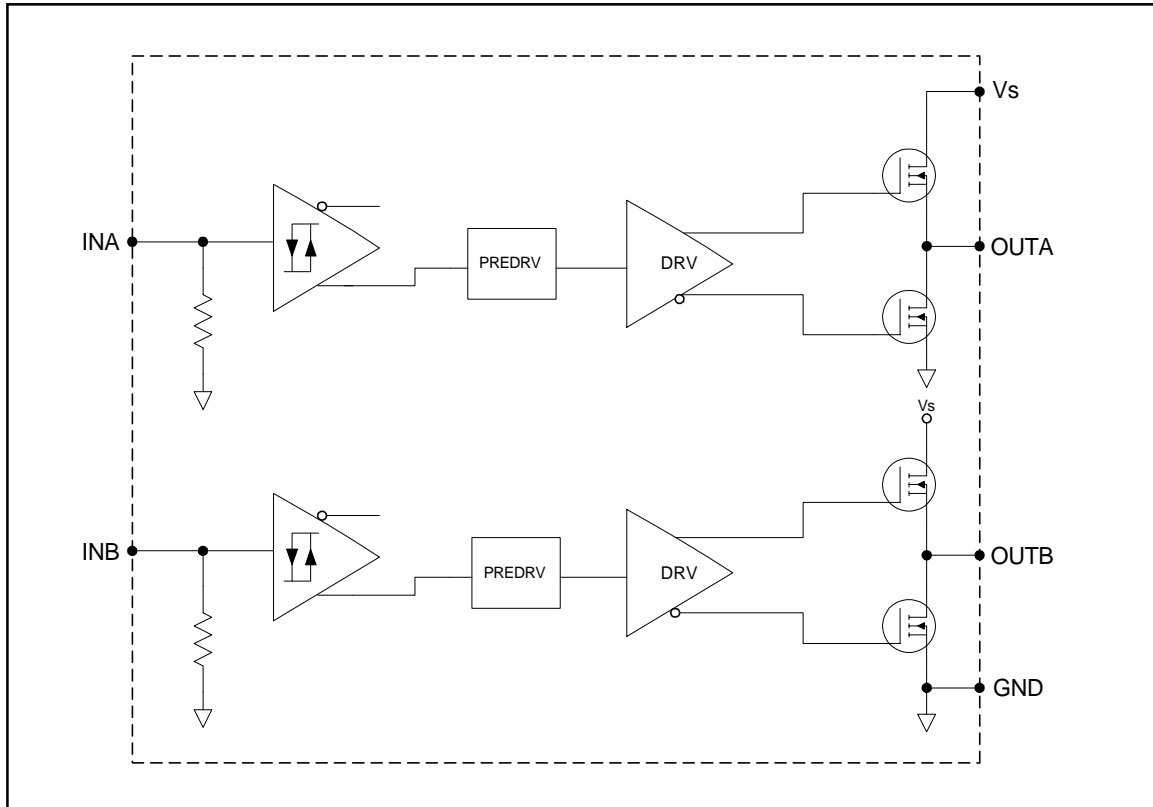 Vs
INA
PREDRV
DRV
OUTA
Vs
INB
PREDRV
DRV
OUTB
GND